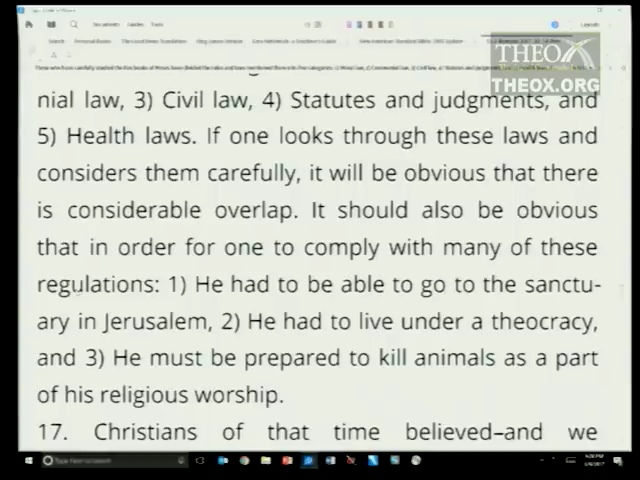 THEOX
THEOX.ORG
nial law, 3) Civil law, 4) Statutes and judgments, and
5) Health laws. If one looks through these laws and
considers them carefully, it will be obvious that there
is considerable overlap. It should also be obvious
that in order for one to comply with many of these
regulations: 1) He had to be able to go to the sanctu-
ary in Jerusalem, 2) He had to live under a theocracy,
and 3) He must be prepared to kill animals as a part
of his religious worship.
17. Christians of that time believed–and we